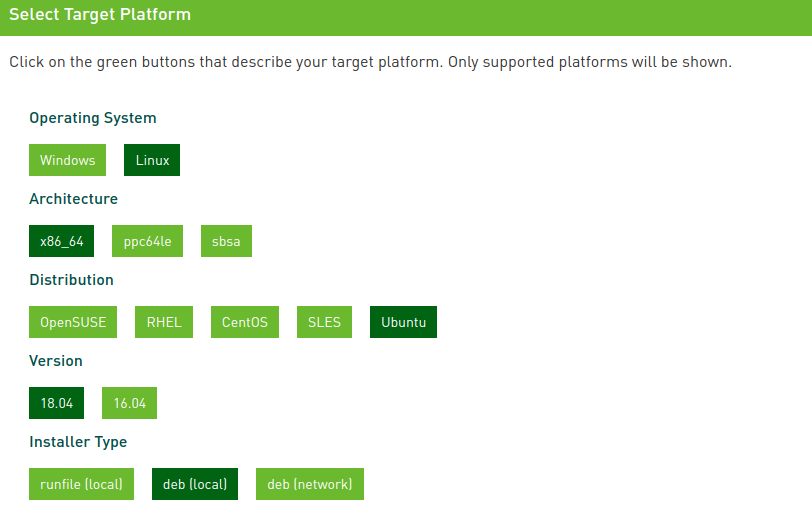 Select Target Platform
Click on the green buttons that describe your target platform. Only supported platforms will be shown.
Operating System
Windows Linux
Architecture
x86_64 ppc64le sbsa
Distribution
OpenSUSE RHEL CentOS SLES Ubuntu
Version
18.04 16.04
Installer Type
runfile (local) deb (local) deb (network)